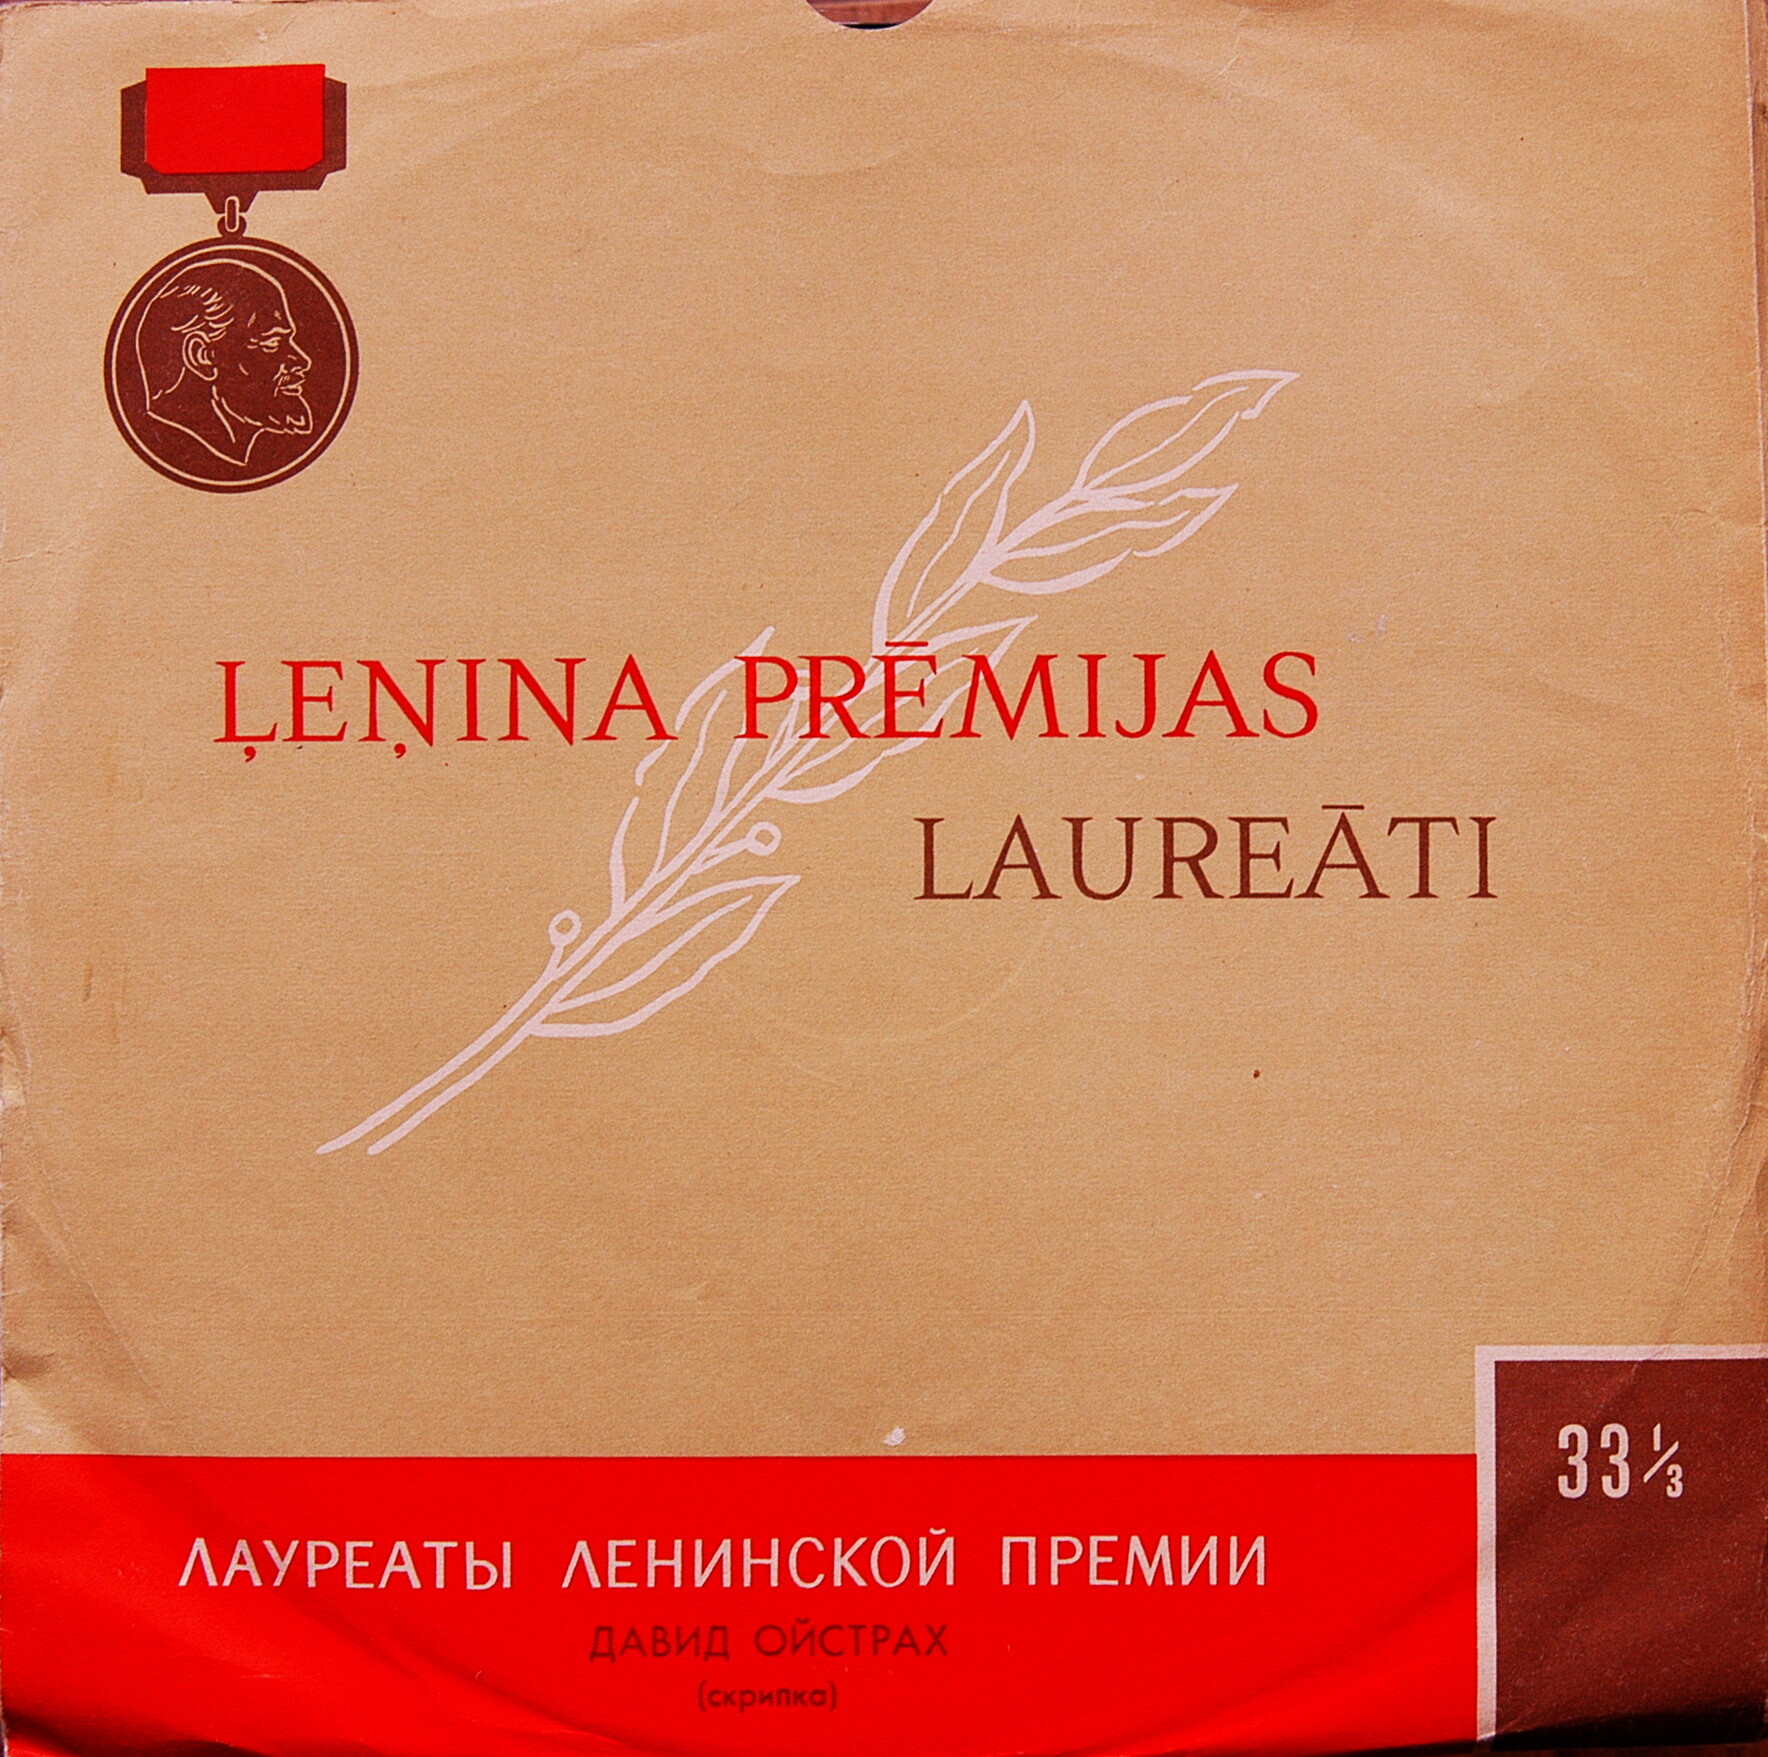 ĻEŅINA PRĒMIJAS
LAUREĀTI
33 1/3
ЛАУРЕАТЫ ЛЕНИНСКОЙ ПРЕМИИ
ДАВИД ОЙСТРАХ
(скрипка)